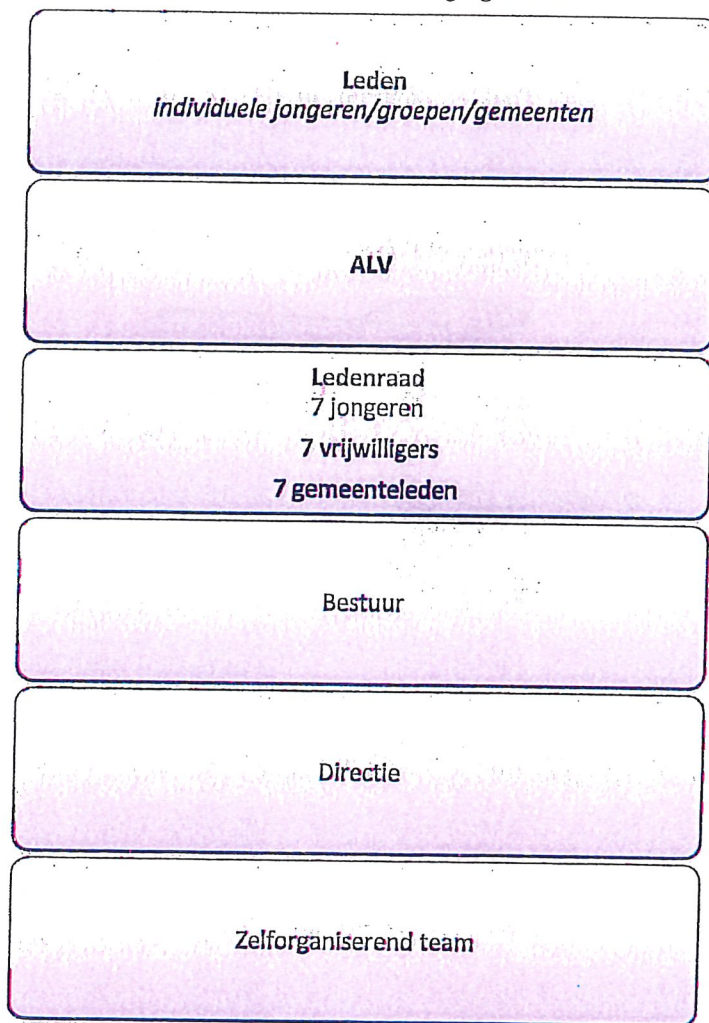 Leden
individuele jongeren/groepen/gemeenten
ALV
Ledenraad
7 jongeren
7 vrijwilligers
7 gemeenteleden
Bestuur
Directie
Zelforganiserend team